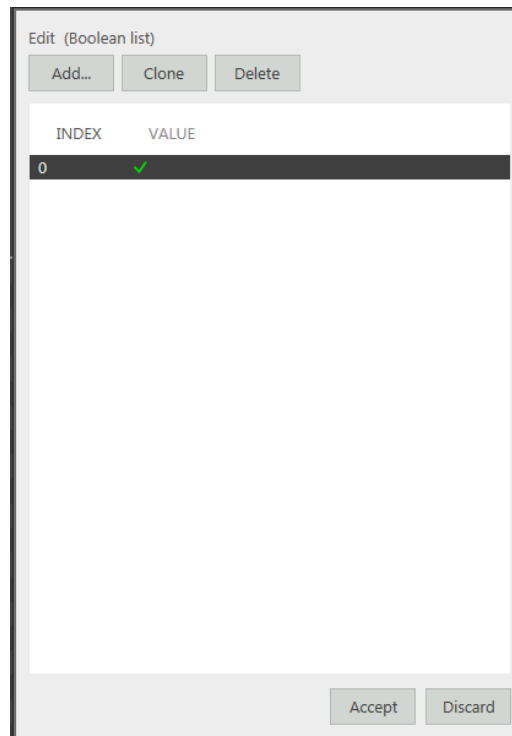 Edit (Boolean list)
Add... Clone Delete
INDEX VALUE
0
Accept Discard